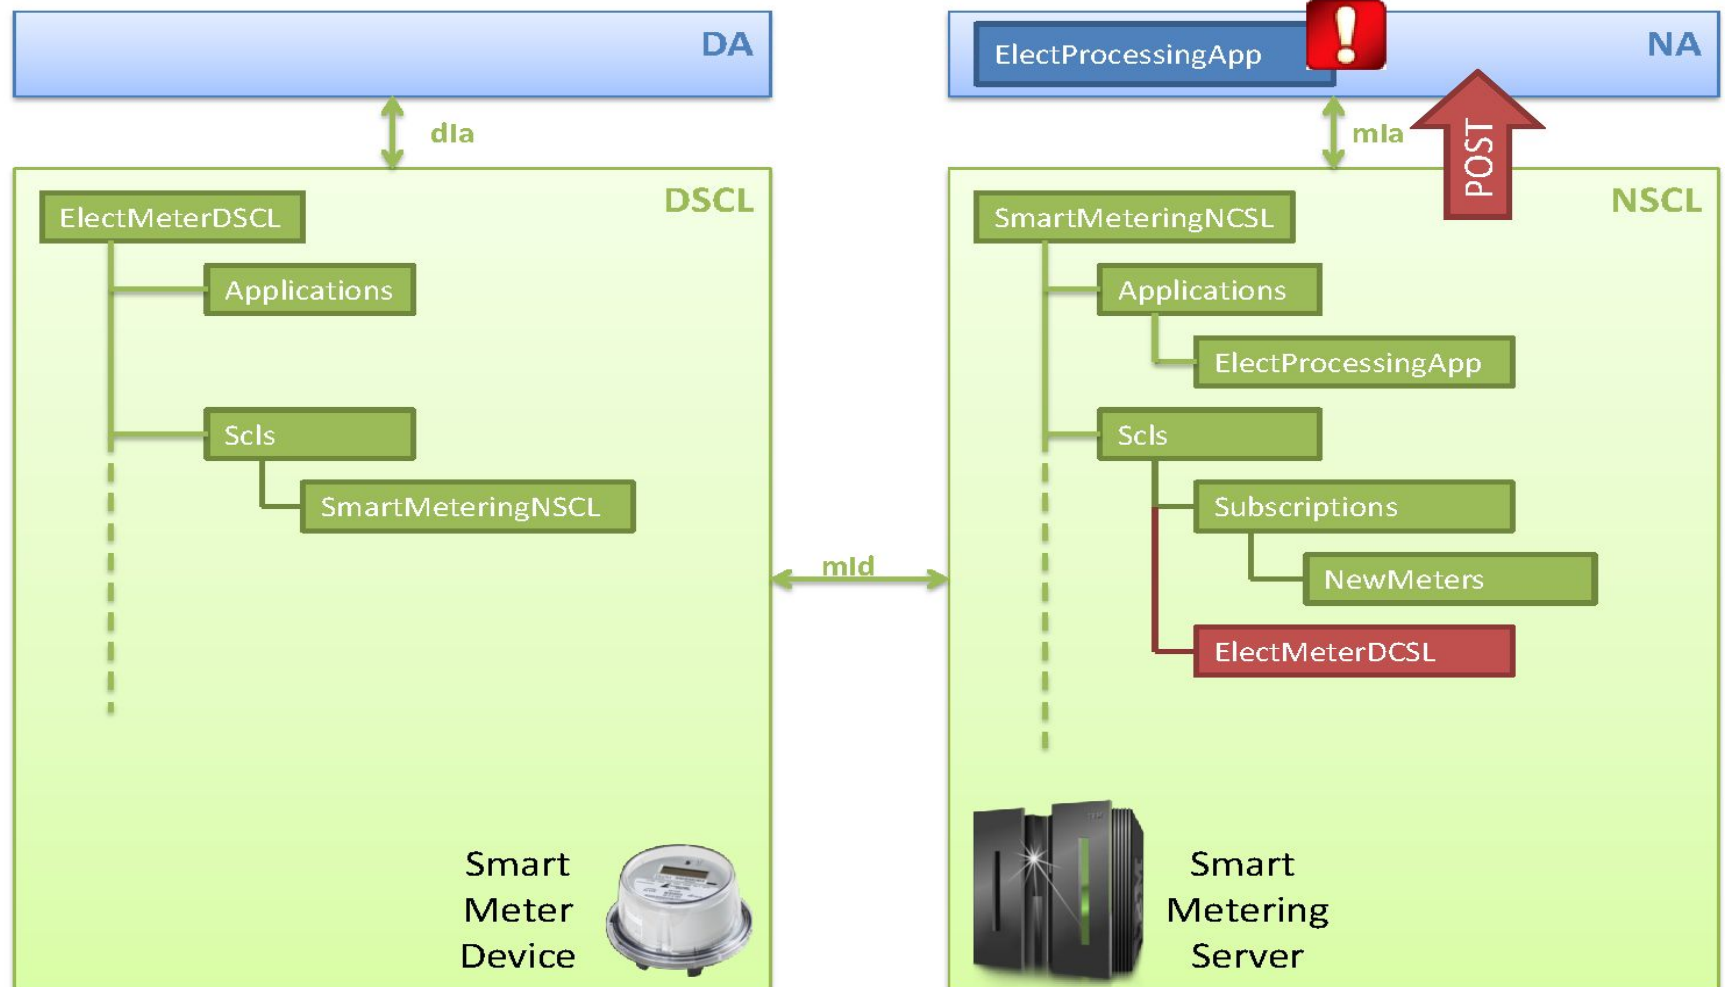 DA
ElectProcessingApp
!
NA
dIa
mIa
POST
ElectMeterDSCL
DSCL
Applications
Scls
SmartMeteringNSCL
mId
SmartMeteringNCSL
NSCL
Applications
ElectProcessingApp
Scls
Subscriptions
NewMeters
ElectMeterDCSL
Smart
Meter
Device
Smart
Metering
Server